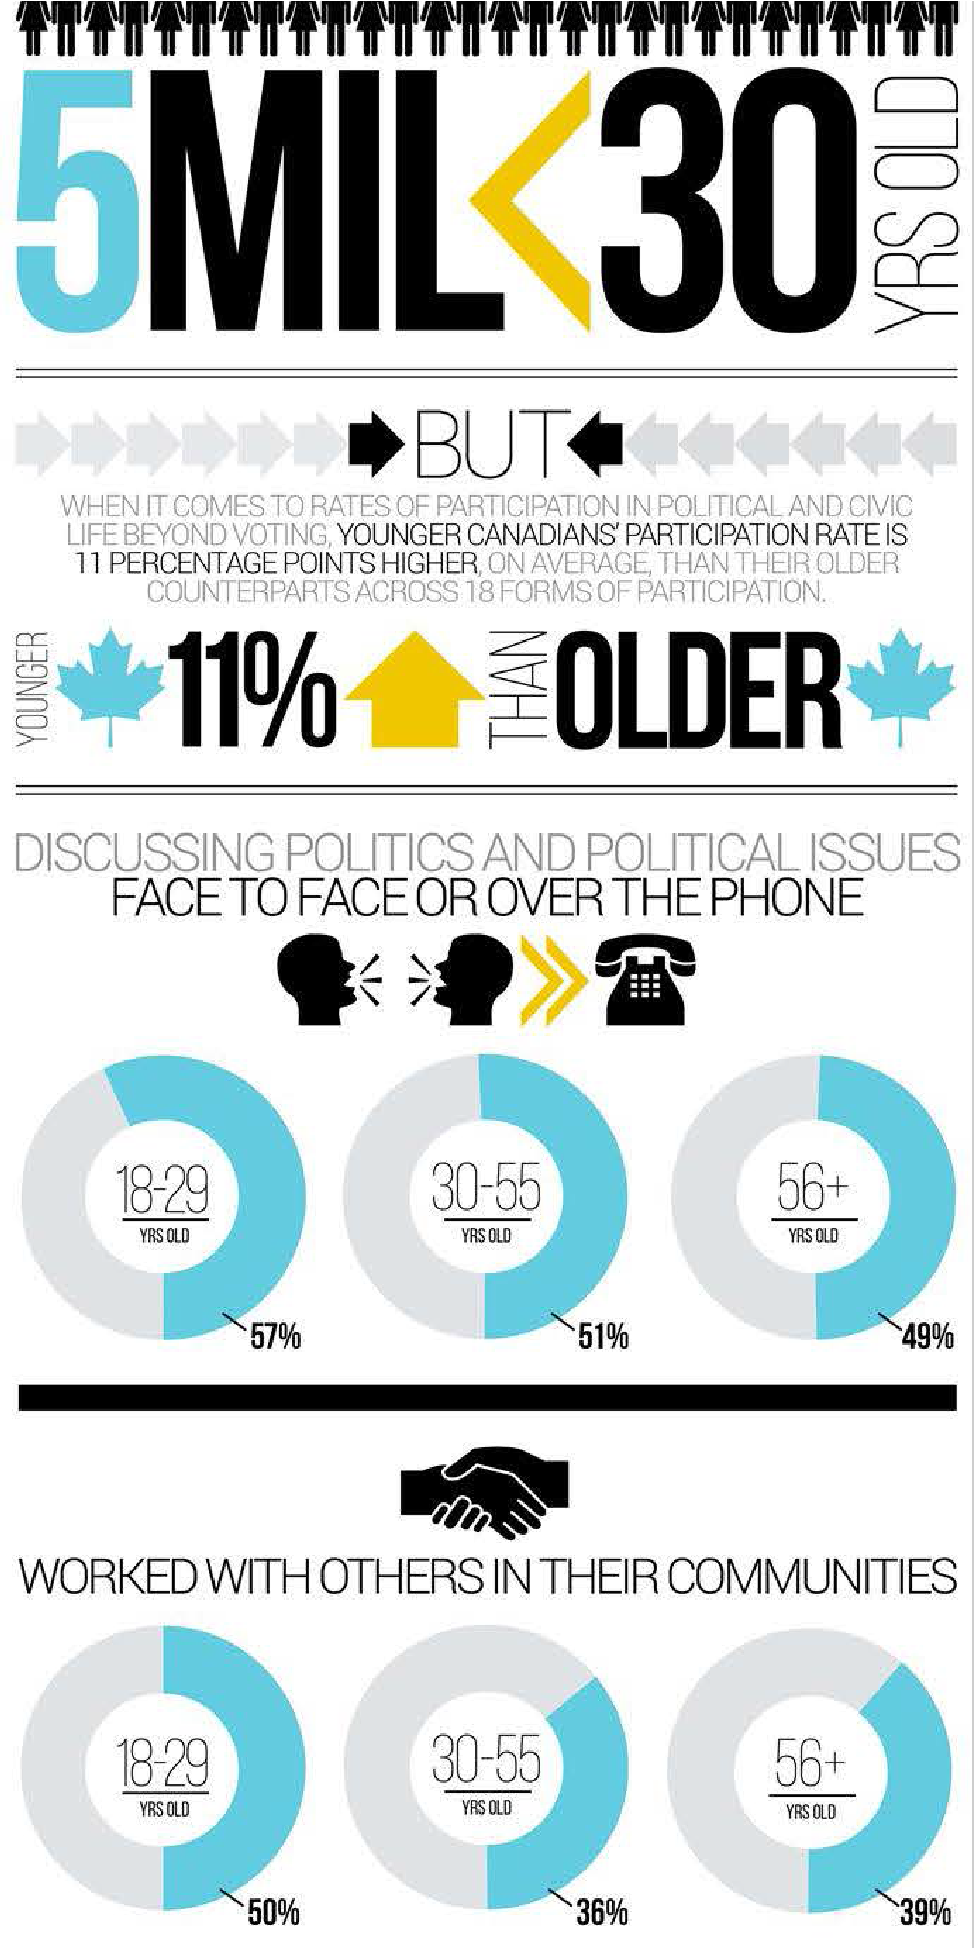 5MIL<30 YRS OLD
BUT
WHEN IT COMES TO RATES OF PARTICIPATION IN POLITICAL AND CIVIC
LIFE BEYOND VOTING, YOUNGER CANADIANS' PARTICIPATION RATE IS
11 PERCENTAGE POINTS HIGHER, ON AVERAGE, THAN THEIR OLDER
COUNTERPARTS ACROSS 18 FORMS OF PARTICIPATION.
YOUNGER 11% THAN OLDER
DISCUSSING POLITICS AND POLITICAL ISSUES
FACE TO FACE OR OVER THE PHONE
18-29
YRS OLD
57%
30-55
YRS OLD
51%
56+
YRS OLD
49%
WORKED WITH OTHERS IN THEIR COMMUNITIES
18-29
YRS OLD
50%
30-55
YRS OLD
36%
56+
YRS OLD
39%